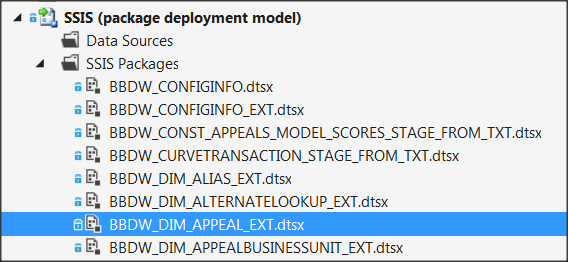 SSIS (package deployment model)
Data Sources
SSIS Packages
BBDW_CONFIGINFO.dtsx
BBDW_CONFIGINFO_EXT.dtsx
BBDW_CONST_APPEALS_MODEL_SCORES_STAGE_FROM_TXT.dtsx
BBDW_CURVETRANSACTION_STAGE_FROM_TXT.dtsx
BBDW_DIM_ALIAS_EXT.dtsx
BBDW_DIM_ALTERNATELOOKUP_EXT.dtsx
BBDW_DIM_APPEAL_EXT.dtsx
BBDW_DIM_APPEALBUSINESSUNIT_EXT.dtsx